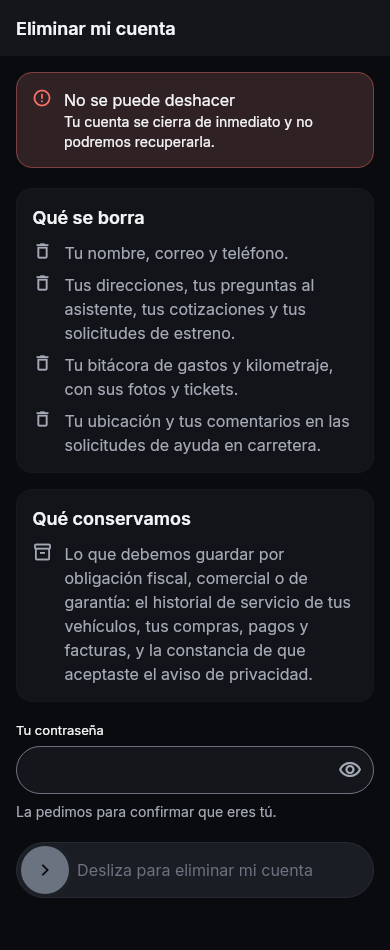 Eliminar mi cuenta
No se puede deshacer
Tu cuenta se cierra de inmediato y no
podremos recuperarla.
Qué se borra
Tu nombre, correo y teléfono.
Tus direcciones, tus preguntas al
asistente, tus cotizaciones y tus
solicitudes de estreno.
Tu bitácora de gastos y kilometraje,
con sus fotos y tickets.
Tu ubicación y tus comentarios en las
solicitudes de ayuda en carretera.
Qué conservamos
Lo que debemos guardar por
obligación fiscal, comercial o de
garantía: el historial de servicio de tus
vehículos, tus compras, pagos y
facturas, y la constancia de que
aceptaste el aviso de privacidad.
Tu contraseña
La pedimos para confirmar que eres tú.
Desliza para eliminar mi cuenta